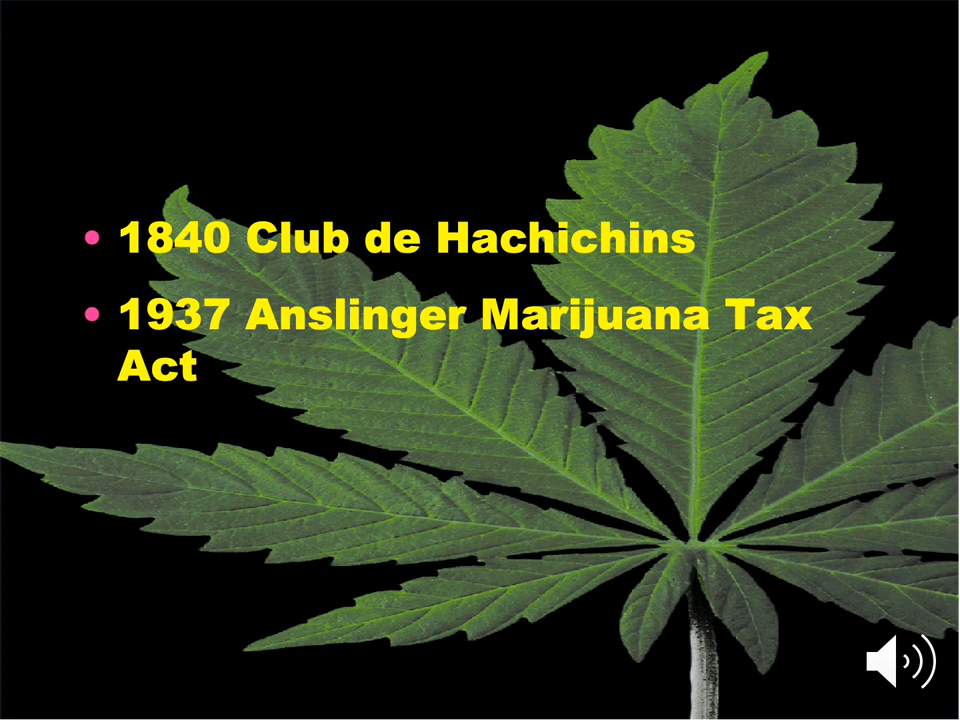 • 1840 Club de Hachichins
• 1937 Anslinger Marijuana Tax
Act